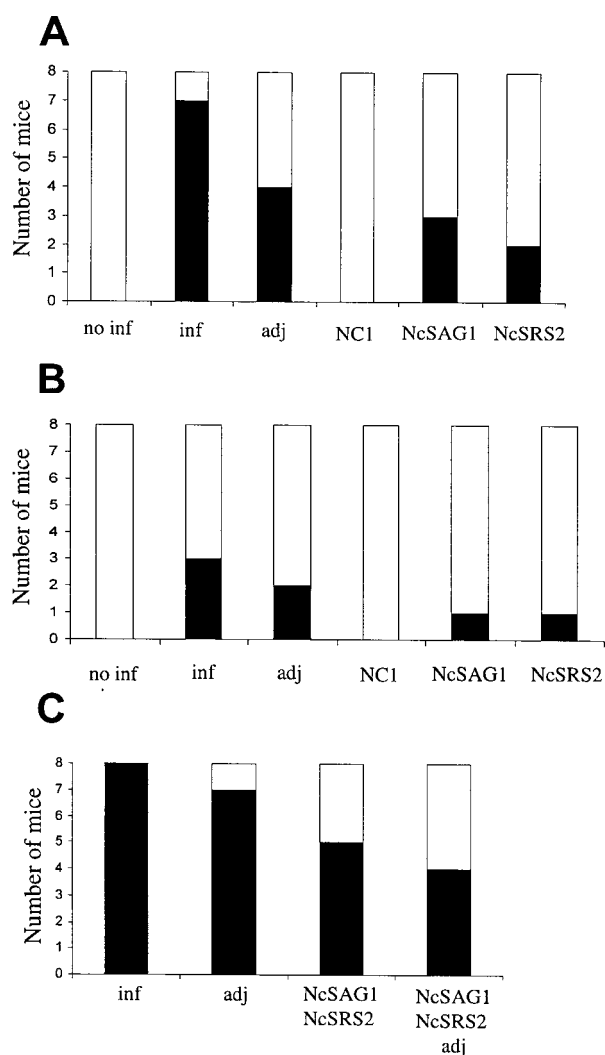 A
Number of mice
8
7
6
5
4
3
2
1
0
no inf inf adj NC1 NcSAG1 NcSRS2
B
Number of mice
8
7
6
5
4
3
2
1
0
no inf inf adj NC1 NcSAG1 NcSRS2
C
Number of mice
8
7
6
5
4
3
2
1
0
inf adj NcSAG1 NcSAG1
NcSRS2 NcSRS2
adj